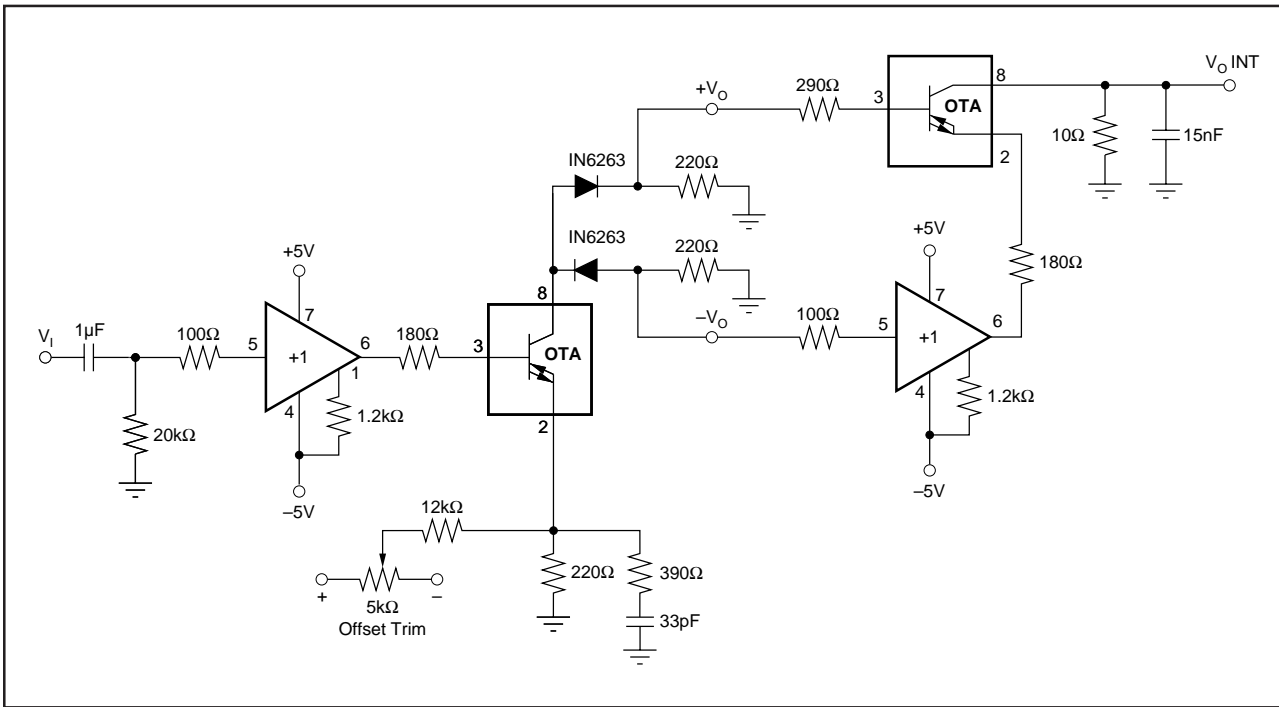 V_O INT
8
+V_O
290Ω
3
OTA
10Ω
15nF
2
IN6263
220Ω
IN6263
220Ω
+5V
+5V
180Ω
7
7
8
V_I
1µF
100Ω
5
+1
6
180Ω
3
OTA
–V_O
100Ω
5
+1
6
1
4
1.2kΩ
4
1.2kΩ
20kΩ
2
–5V
–5V
12kΩ
220Ω
390Ω
+
–
5kΩ
Offset Trim
33pF